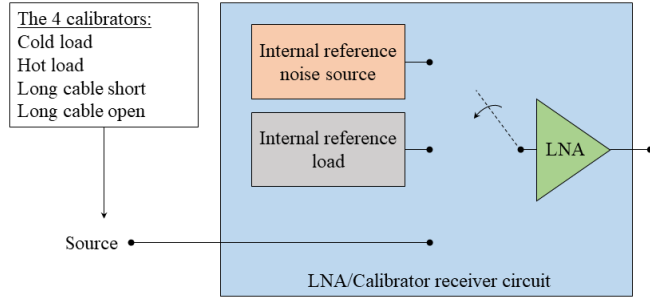 The 4 calibrators:
Cold load
Hot load
Long cable short
Long cable open
Internal reference
noise source
Internal reference
load
LNA
Source
LNA/Calibrator receiver circuit